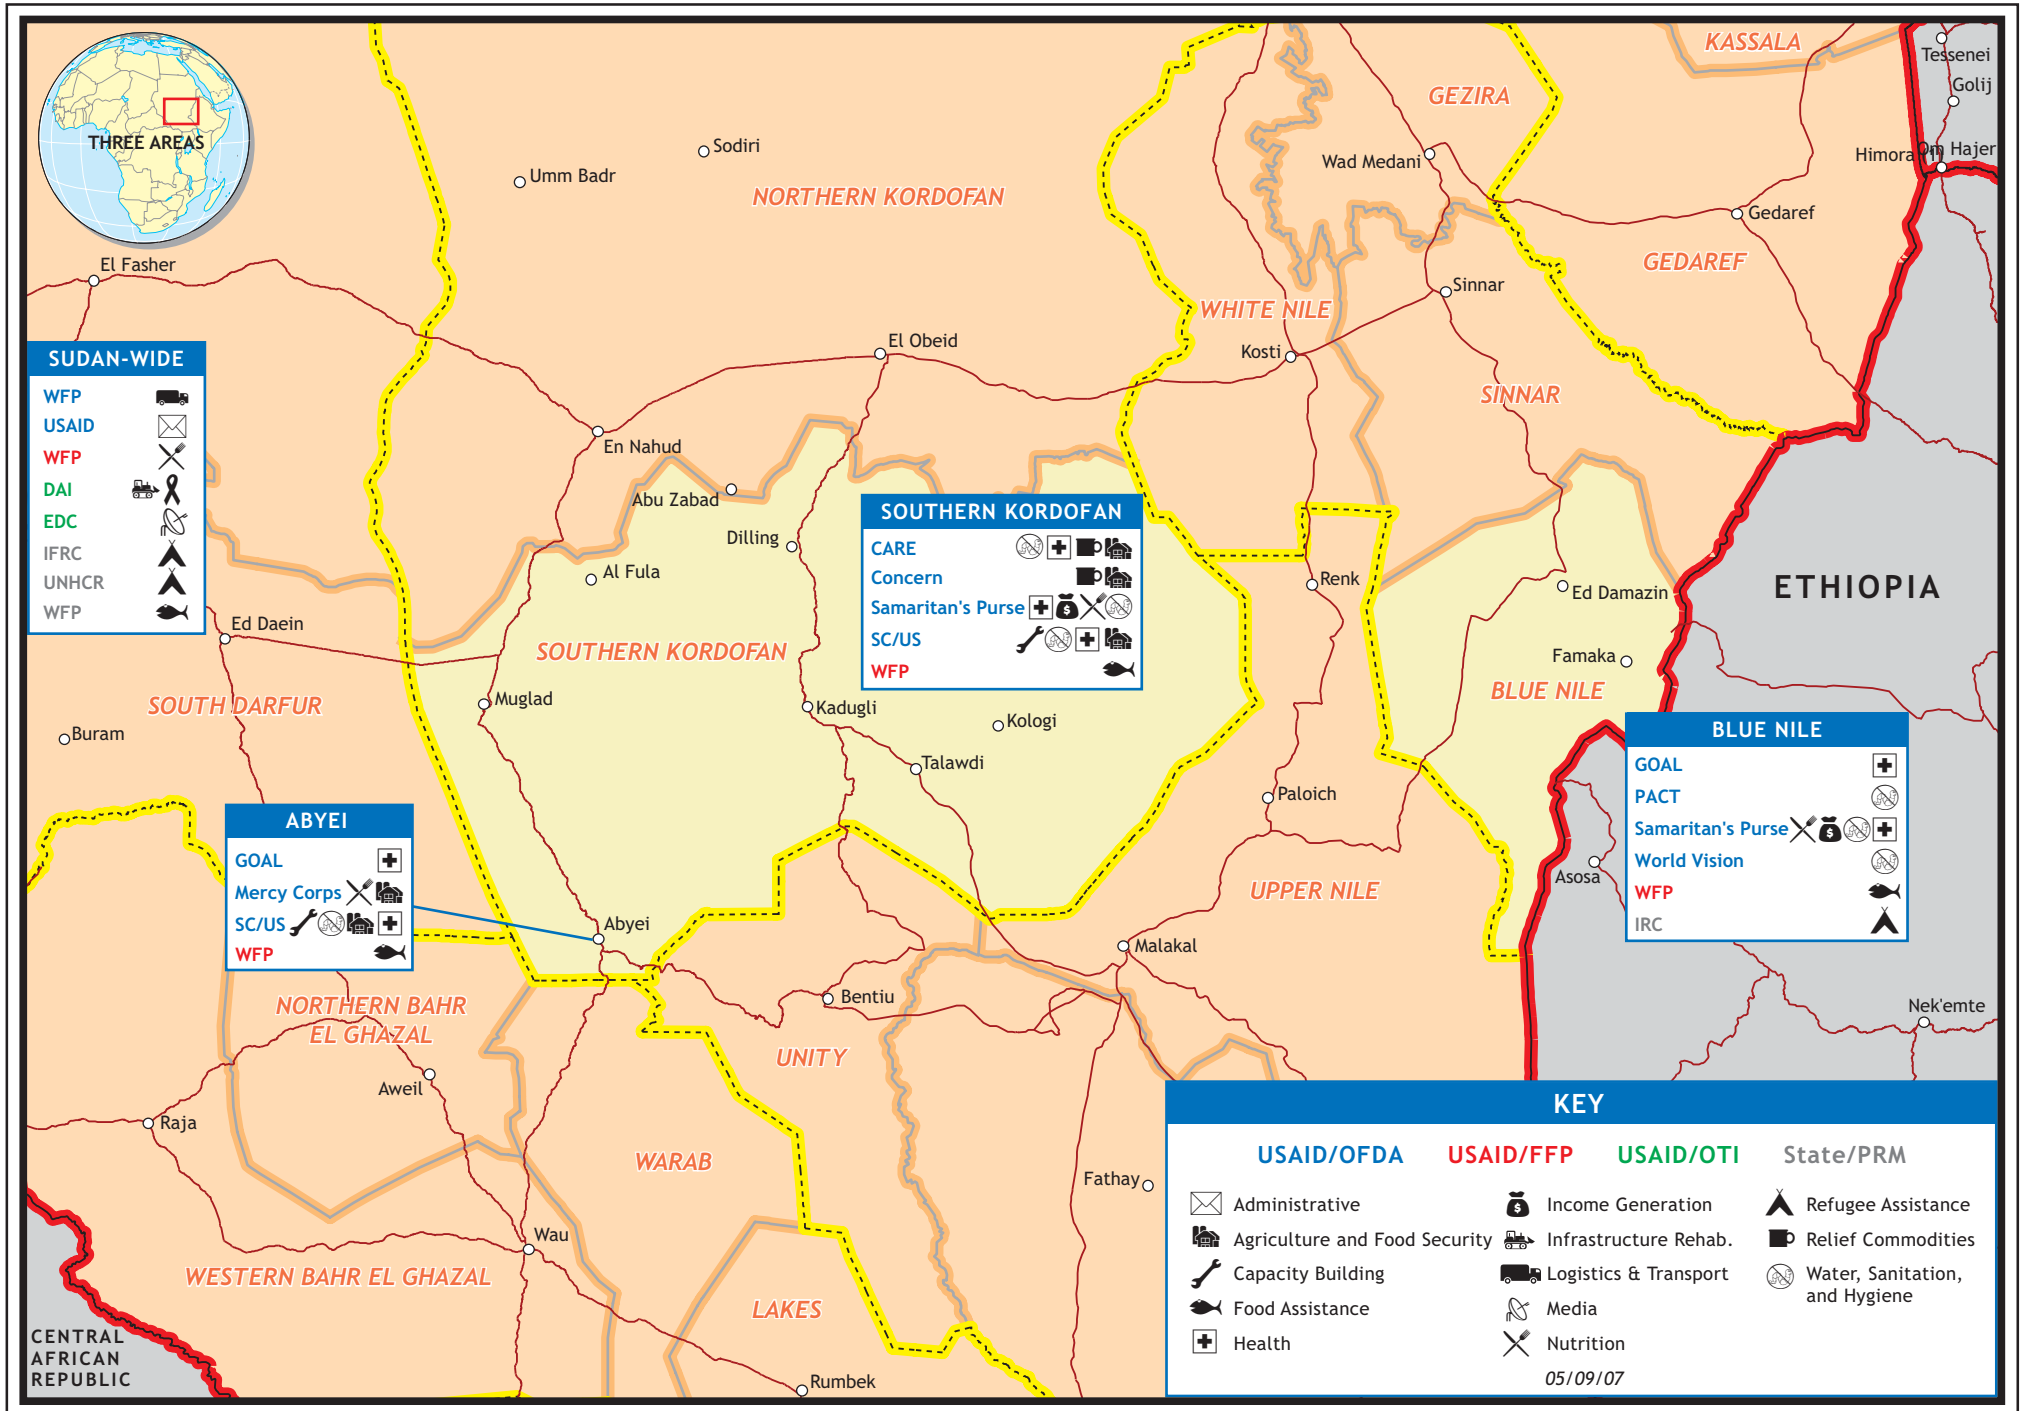 THREE AREAS
KASSALA
Tessenei
Golij
GEZIRA
Sodiri
Umm Badr
NORTHERN KORDOFAN
Wad Medani
Om Hajer
Gedaref
El Fasher
GEDAREF
Sinnar
WHITE NILE
El Obeid
Kosti
SINNAR
En Nahud
Abu Zabad
Dilling
Al Fula
Renk
Ed Damazin
ETHIOPIA
Ed Daein
SOUTHERN KORDOFAN
Famaka
BLUE NILE
SOUTH DARFUR
Muglad
Kadugli
Kologi
Buram
Talawdi
Paloich
Asosa
UPPER NILE
Abyei
Malakal
Bentiu
NORTHERN BAHR
EL GHAZAL
Nek'emte
UNITY
Aweil
Raja
WARAB
Fathay
Wau
WESTERN BAHR EL GHAZAL
LAKES
CENTRAL
AFRICAN
REPUBLIC
Rumbek
SUDAN-WIDE
WFP
USAID
WFP
DAI
EDC
IFRC
UNHCR
WFP
SOUTHERN KORDOFAN
CARE
Concern
Samaritan's Purse
SC/US
WFP
ABYEI
GOAL
Mercy Corps
SC/US
WFP
BLUE NILE
GOAL
PACT
Samaritan's Purse
World Vision
WFP
IRC
KEY
USAID/OFDA USAID/FFP USAID/OTI State/PRM
Administrative
Agriculture and Food Security
Capacity Building
Food Assistance
Health
Income Generation
Infrastructure Rehab.
Logistics & Transport
Media
Nutrition
Refugee Assistance
Relief Commodities
Water, Sanitation,
and Hygiene
05/09/07